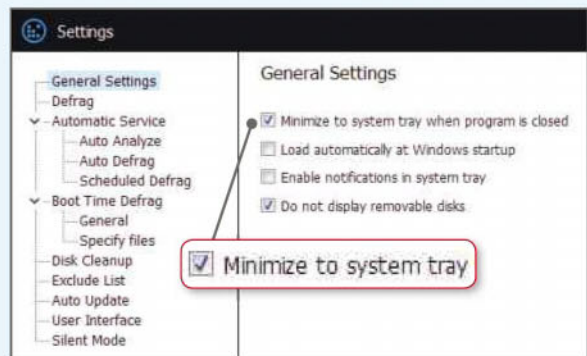 Settings
General Settings
Defrag
Automatic Service
Auto Analyze
Auto Defrag
Scheduled Defrag
Boot Time Defrag
General
Specify files
Disk Cleanup
Exclude List
Auto Update
User Interface
Silent Mode
General Settings
Minimize to system tray when program is closed
Load automatically at Windows startup
Enable notifications in system tray
Do not display removable disks
Minimize to system tray